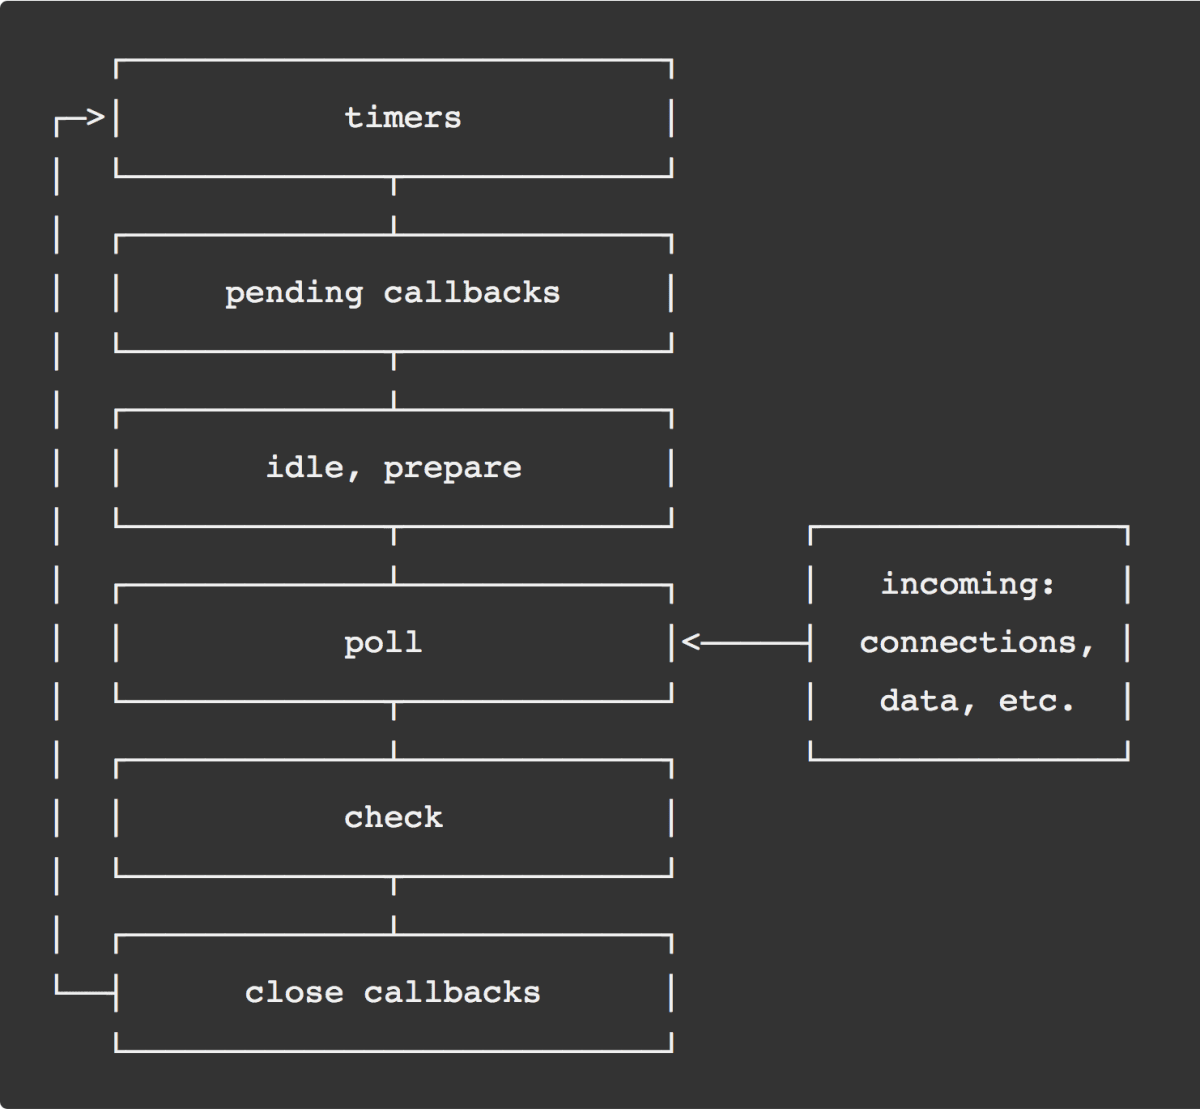 timers
pending callbacks
idle, prepare
poll
incoming:
connections,
data, etc.
check
close callbacks